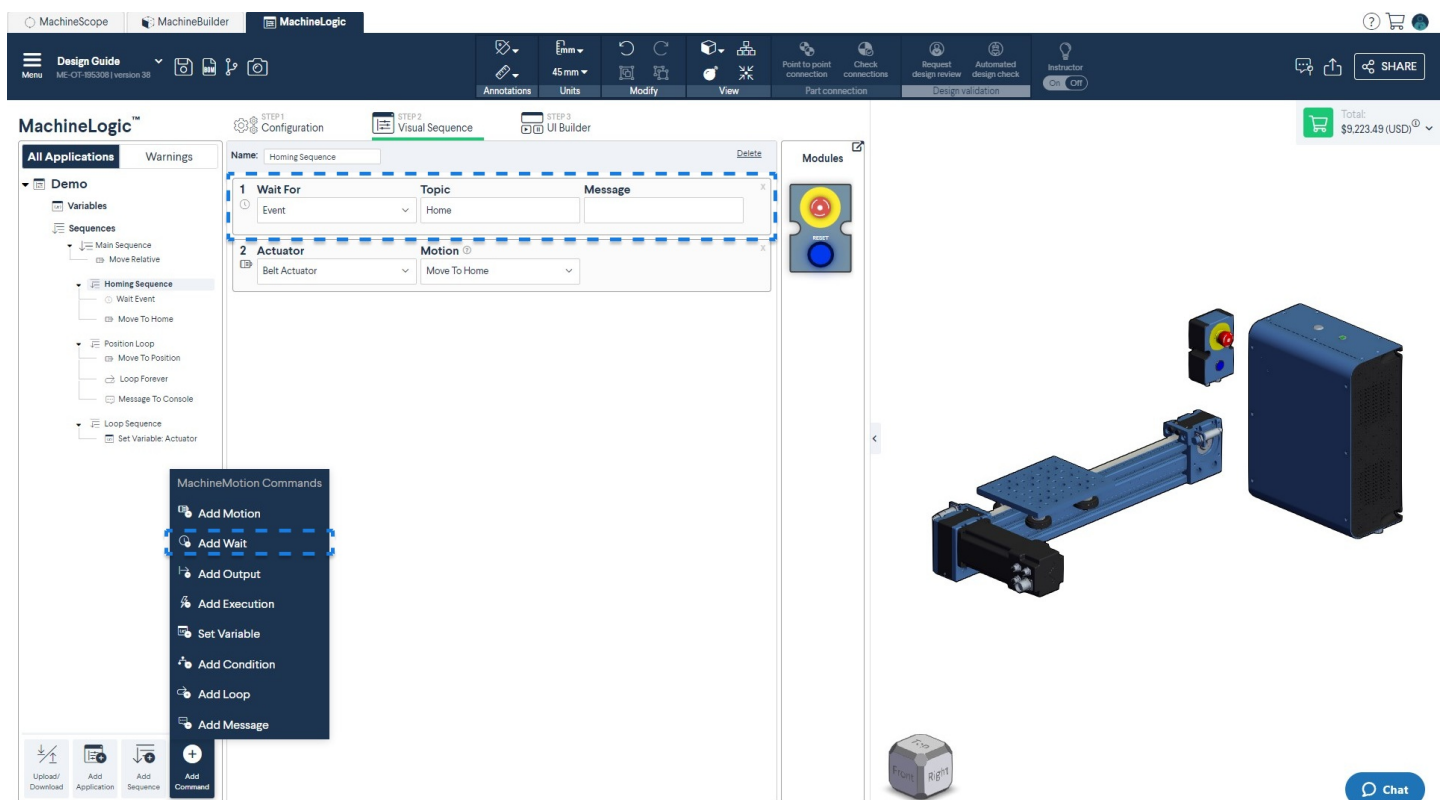 MachineScope
MachineBuilder
MachineLogic
Menu
Design Guide
ME-OT-195308 | version 38
mm
45 mm
Annotations
Units
Modify
View
Point to point connection
Check connections
Part connection
Request design review
Automated design check
Design validation
Instructor
On Off
SHARE
MachineLogic™
STEP 1
Configuration
STEP 2
Visual Sequence
STEP 3
UI Builder
Total:
$9,223.49 (USD)
All Applications
Warnings
Demo
Variables
Sequences
Main Sequence
Move Relative
Homing Sequence
Wait Event
Move To Home
Position Loop
Move To Position
Loop Forever
Message To Console
Loop Sequence
Set Variable: Actuator
Name: Homing Sequence
Delete
1 Wait For Topic Message
x
Event Home
2 Actuator Motion
x
Belt Actuator Move To Home
Modules
RESET
MachineMotion Commands
Add Motion
Add Wait
Add Output
Add Execution
Set Variable
Add Condition
Add Loop
Add Message
Upload/
Download
Add
Application
Add
Sequence
Add
Command
Top
Front
Right
Chat